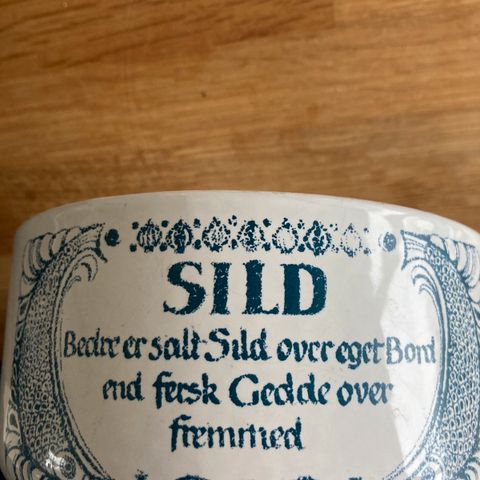 SILD
Bedre er salt Sild over eget Bord
end fersk Gedde over
fremmed